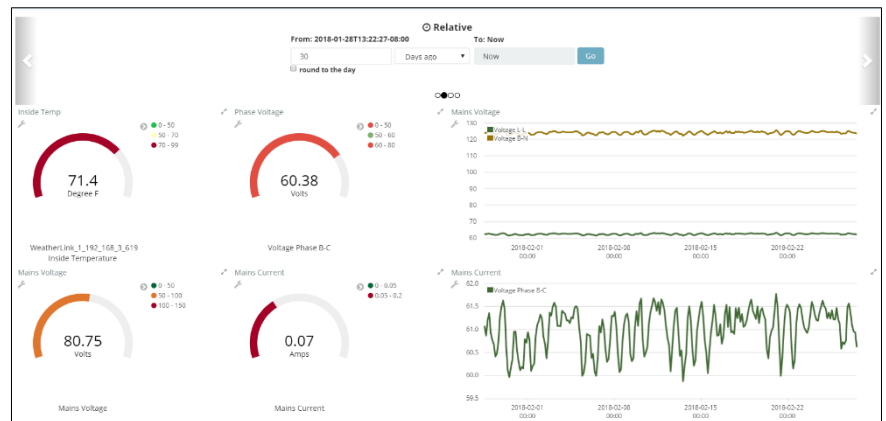 Relative
From: 2018-01-28T13:22:27-08:00 To: Now
30 Days ago Now Go
round to the day
Inside Temp
0 - 50
50 - 70
70 - 99
71.4
Degree F
WeatherLink_1_192_168_3_619
Inside Temperature
Phase Voltage
0 - 50
50 - 60
60 - 80
60.38
Volts
Voltage Phase B-C
Mains Voltage
130
120
110
100
90
80
70
60
Voltage L-L
Voltage B-N
2018-02-01 2018-02-08 2018-02-15 2018-02-22
00:00 00:00 00:00 00:00
Mains Voltage
0 - 50
50 - 100
100 - 150
80.75
Volts
Mains Voltage
Mains Current
0 - 0.05
0.05 - 0.2
0.07
Amps
Mains Current
Mains Current
62.0
61.5
61.0
60.5
60.0
59.5
Voltage Phase B-C
2018-02-01 2018-02-08 2018-02-15 2018-02-22
00:00 00:00 00:00 00:00